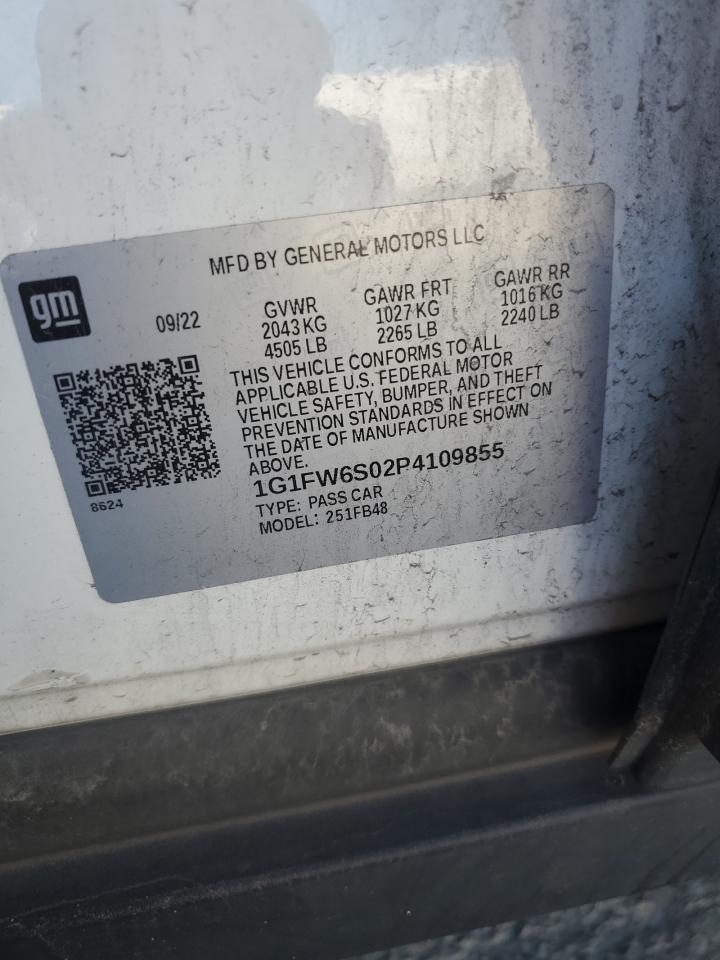 MFD BY GENERAL MOTORS LLC
gm
09/22
GVWR
2043 KG
4505 LB
GAWR FRT
1027 KG
2265 LB
GAWR RR
1016 KG
2240 LB
THIS VEHICLE CONFORMS TO ALL
APPLICABLE U.S. FEDERAL MOTOR
VEHICLE SAFETY, BUMPER, AND THEFT
PREVENTION STANDARDS IN EFFECT ON
THE DATE OF MANUFACTURE SHOWN
ABOVE.
1G1FW6S02P4109855
TYPE: PASS CAR
MODEL: 251FB48
8624